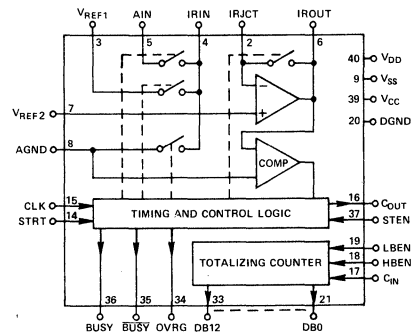 VREF1 AIN IRIN IRJCT IROUT
3 5 4 2 6
40 VDD
9 VSS
39 VCC
20 DGND
VREF2 7
- +
AGND 8
COMP
CLK 15
STRT 14
TIMING AND CONTROL LOGIC
16 COUT
37 STEN
TOTALIZING COUNTER
19 LBEN
18 HBEN
17 CIN
36 35 34 33 21
BUSY BUSY OVRG DB12 DB0